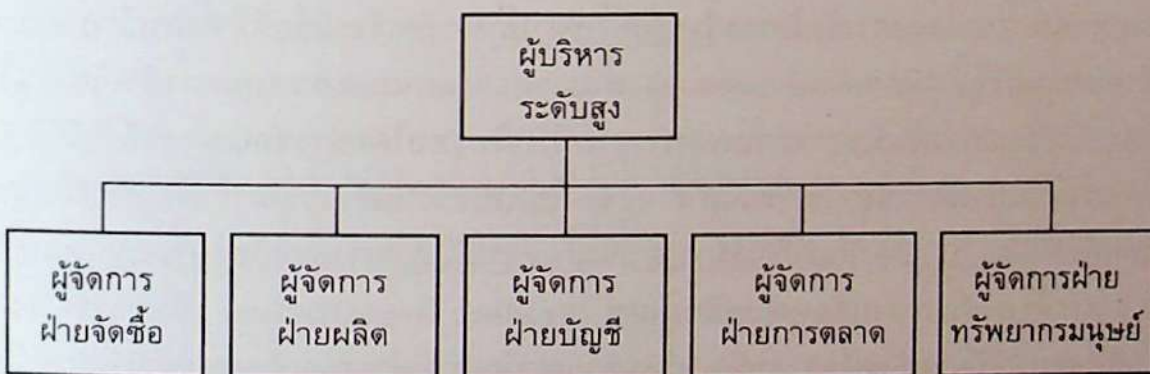 ผู้บริหาร
ระดับสูง
ผู้จัดการ
ฝ่ายจัดซื้อ
ผู้จัดการ
ฝ่ายผลิต
ผู้จัดการ
ฝ่ายบัญชี
ผู้จัดการ
ฝ่ายการตลาด
ผู้จัดการฝ่าย
ทรัพยากรมนุษย์